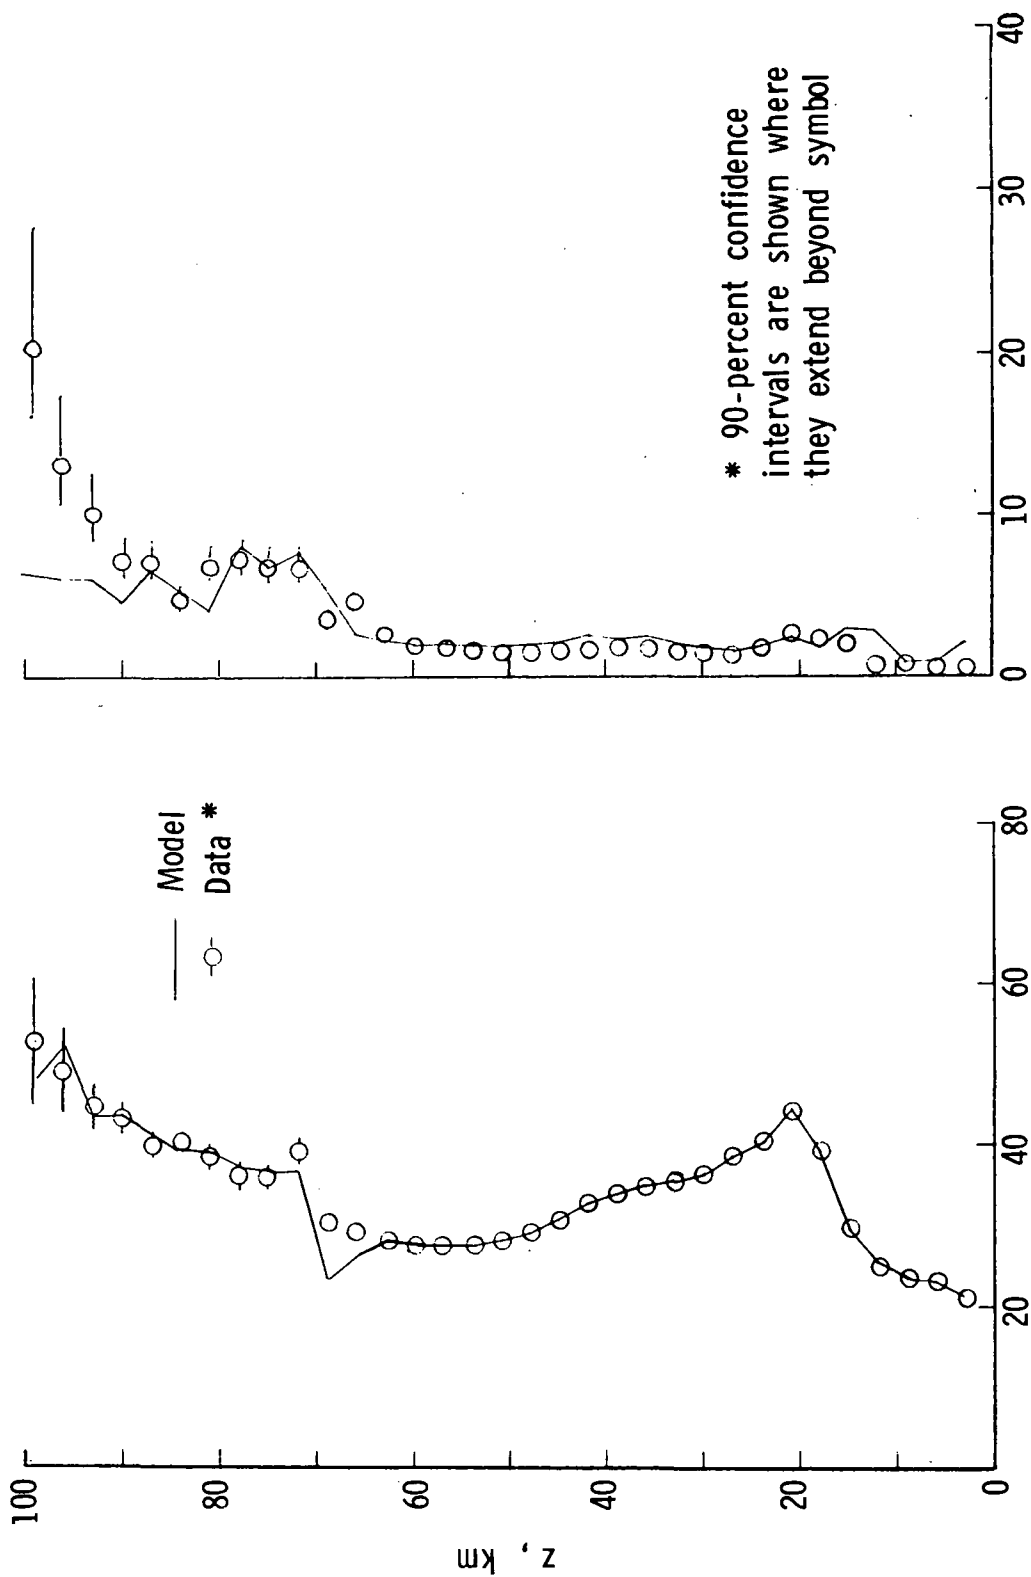 z, km
100
80
60
40
20
0
20
40
60
80
Model
Data *
0
10
20
30
40
* 90-percent confidence
intervals are shown where
they extend beyond symbol